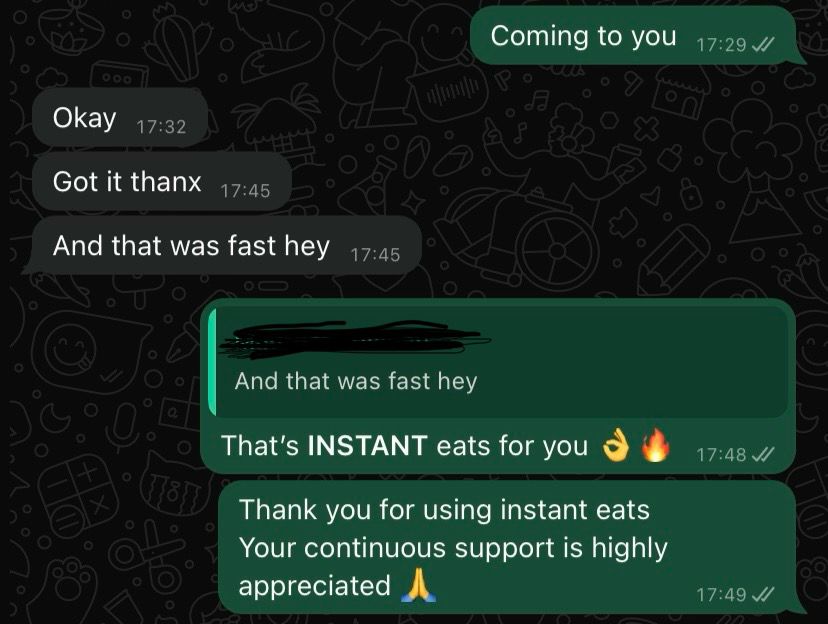 Coming to you 17:29
Okay 17:32
Got it thanx 17:45
And that was fast hey 17:45
And that was fast hey
That's INSTANT eats for you 👌🔥 17:48
Thank you for using instant eats
Your continuous support is highly
appreciated 🙏 17:49